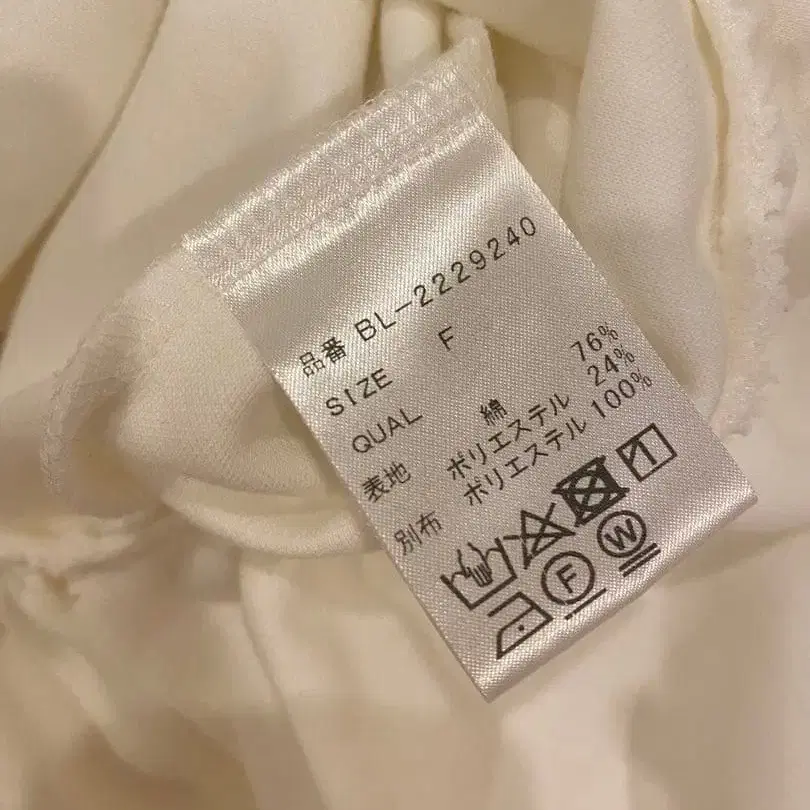 品番 BL-2229240
SIZE F
QUAL
表地 綿 76%
ポリエステル 24%
別布 ポリエステル 100%
F W